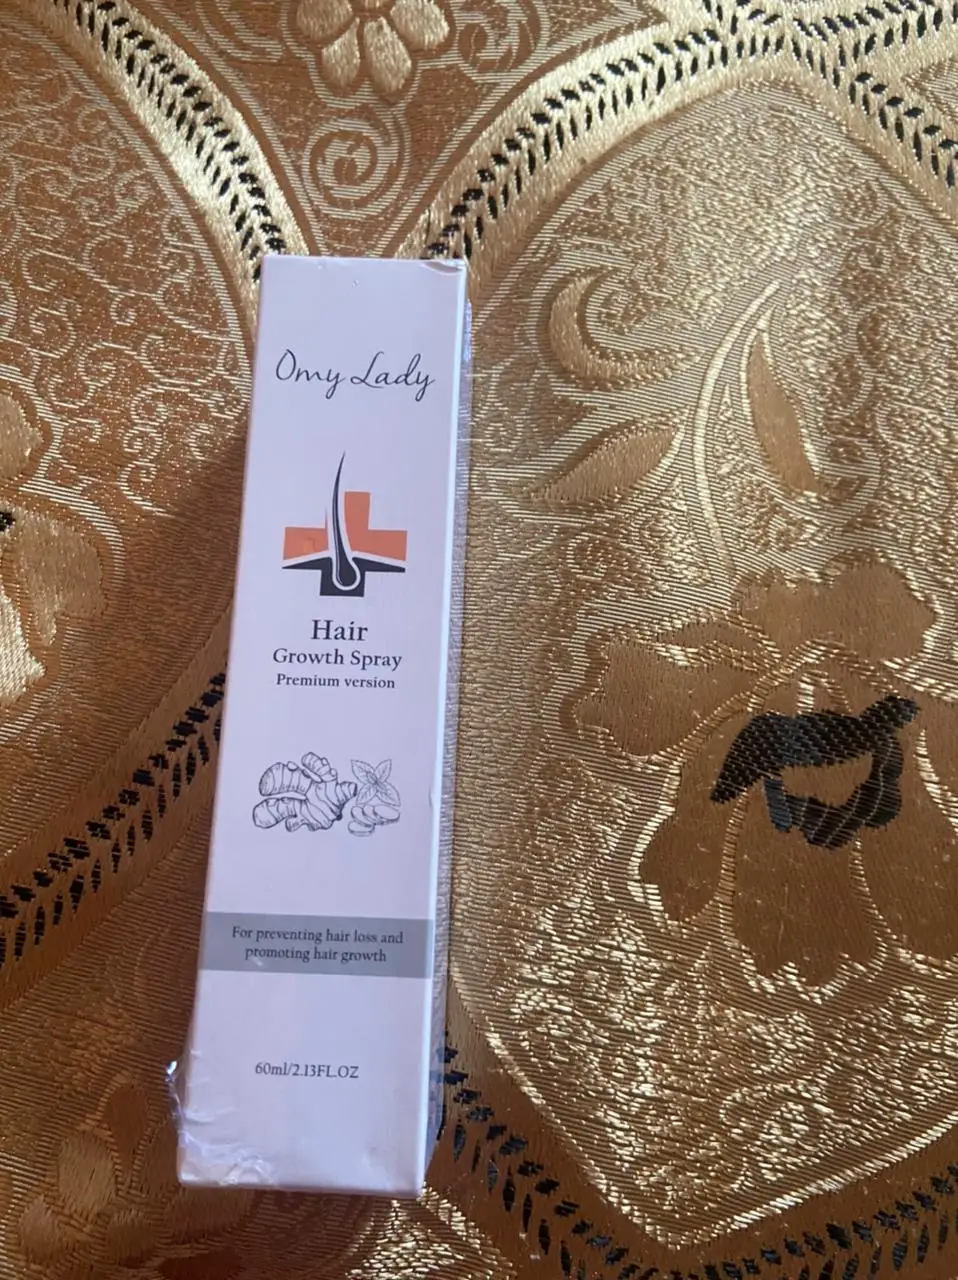 Omy Lady
Hair
Growth Spray
Premium version
For preventing hair loss and
promoting hair growth
60ml/2.13FL.OZ